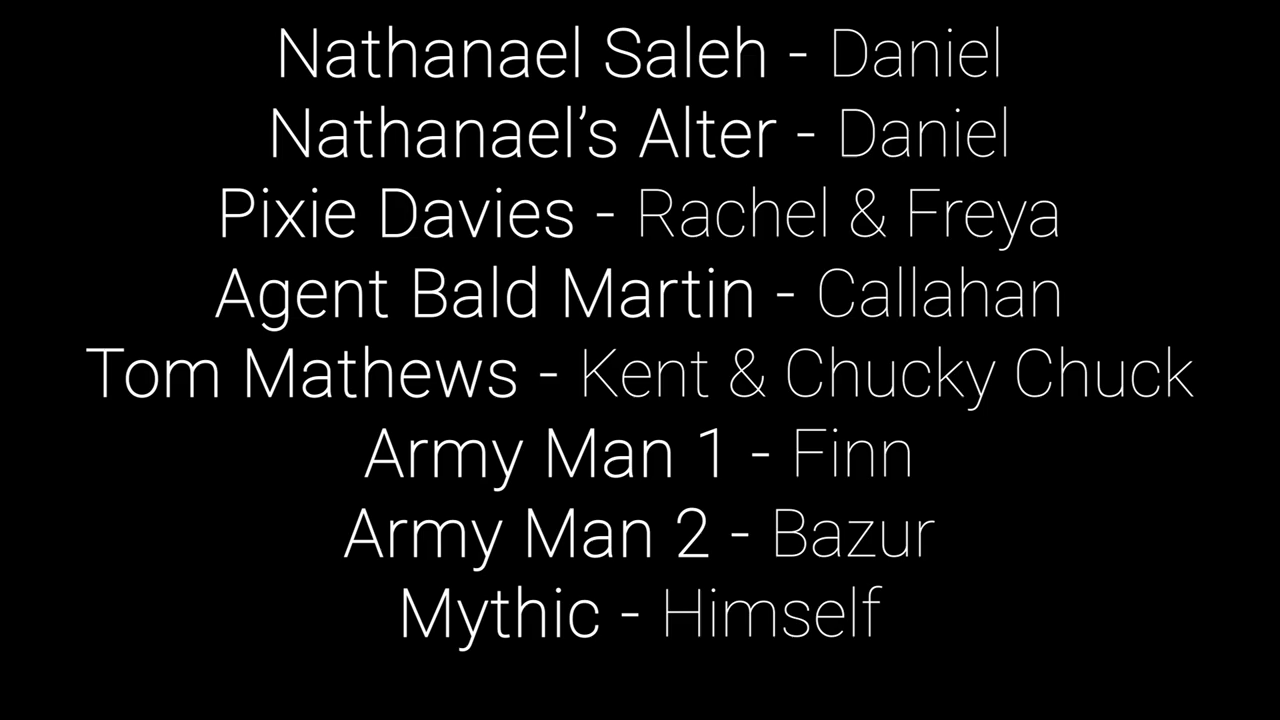 Nathanael Saleh - Daniel
Nathanael’s Alter - Daniel
Pixie Davies - Rachel & Freya
Agent Bald Martin - Callahan
Tom Mathews - Kent & Chucky Chuck
Army Man 1 - Finn
Army Man 2 - Bazur
Mythic - Himself